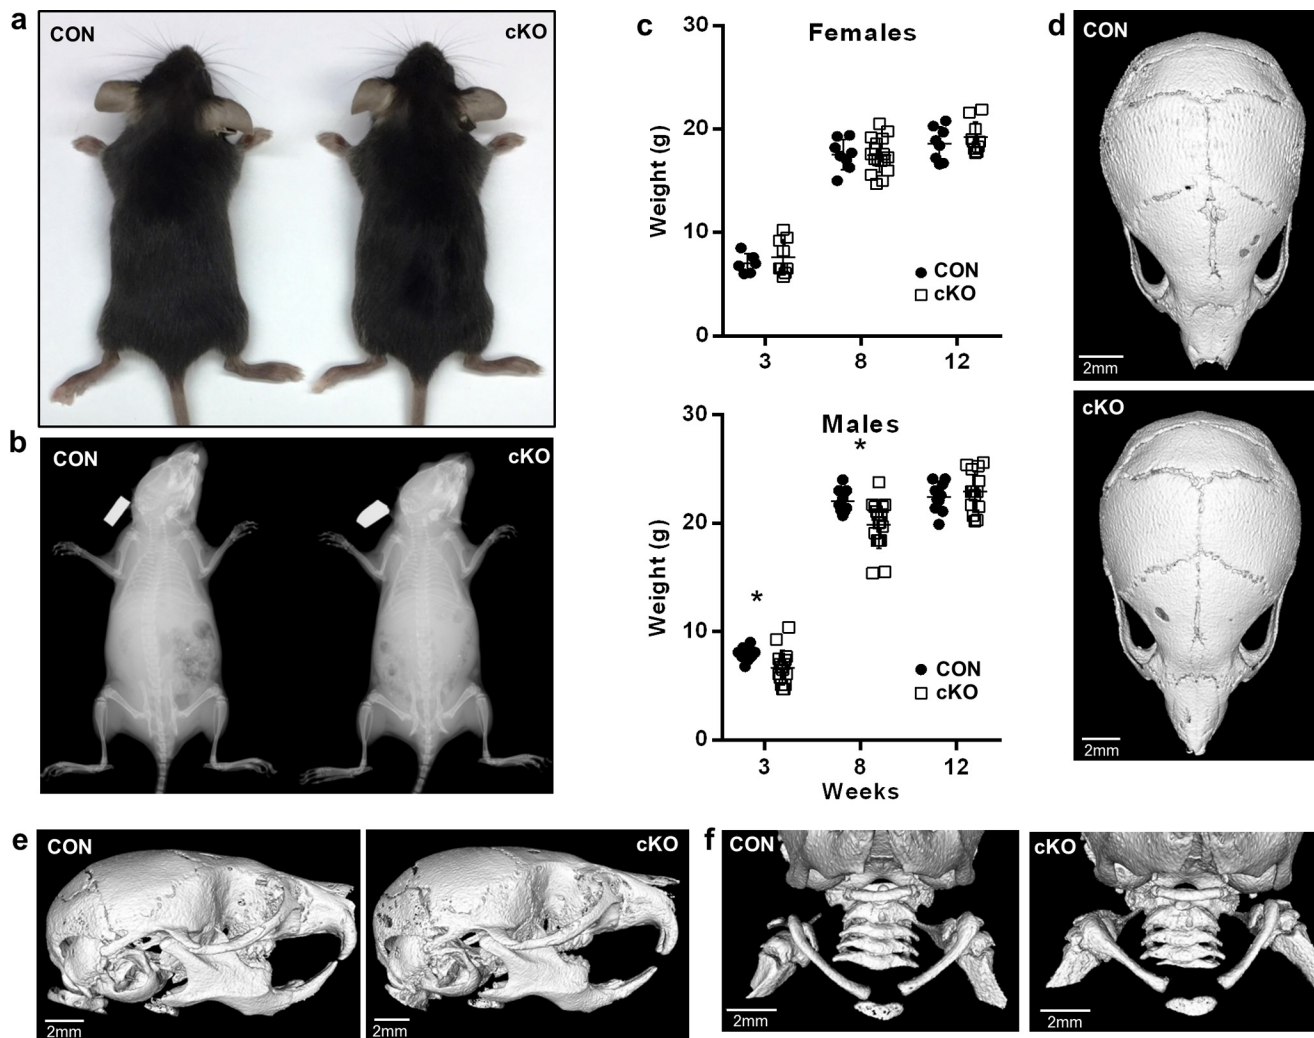 a
CON
cKO
b
CON
cKO
c
Females
30
20
10
0
Weight (g)
CON
cKO
3
8
12
Males
30
20
10
0
Weight (g)
*
*
CON
cKO
3
8
12
Weeks
d
CON
2mm
cKO
2mm
e
CON
2mm
cKO
2mm
f
CON
2mm
cKO
2mm